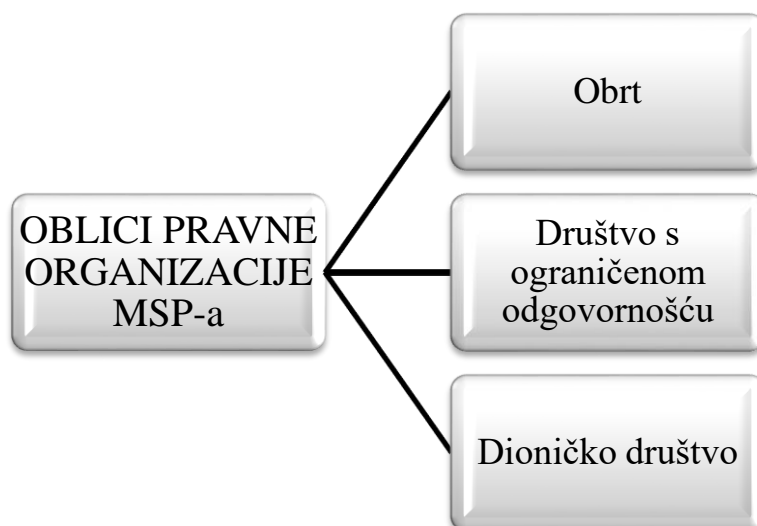 OBLICI PRAVNE
ORGANIZACIJE
MSP-a
Obrt
Društvo s
ograničenom
odgovornošću
Dioničko društvo